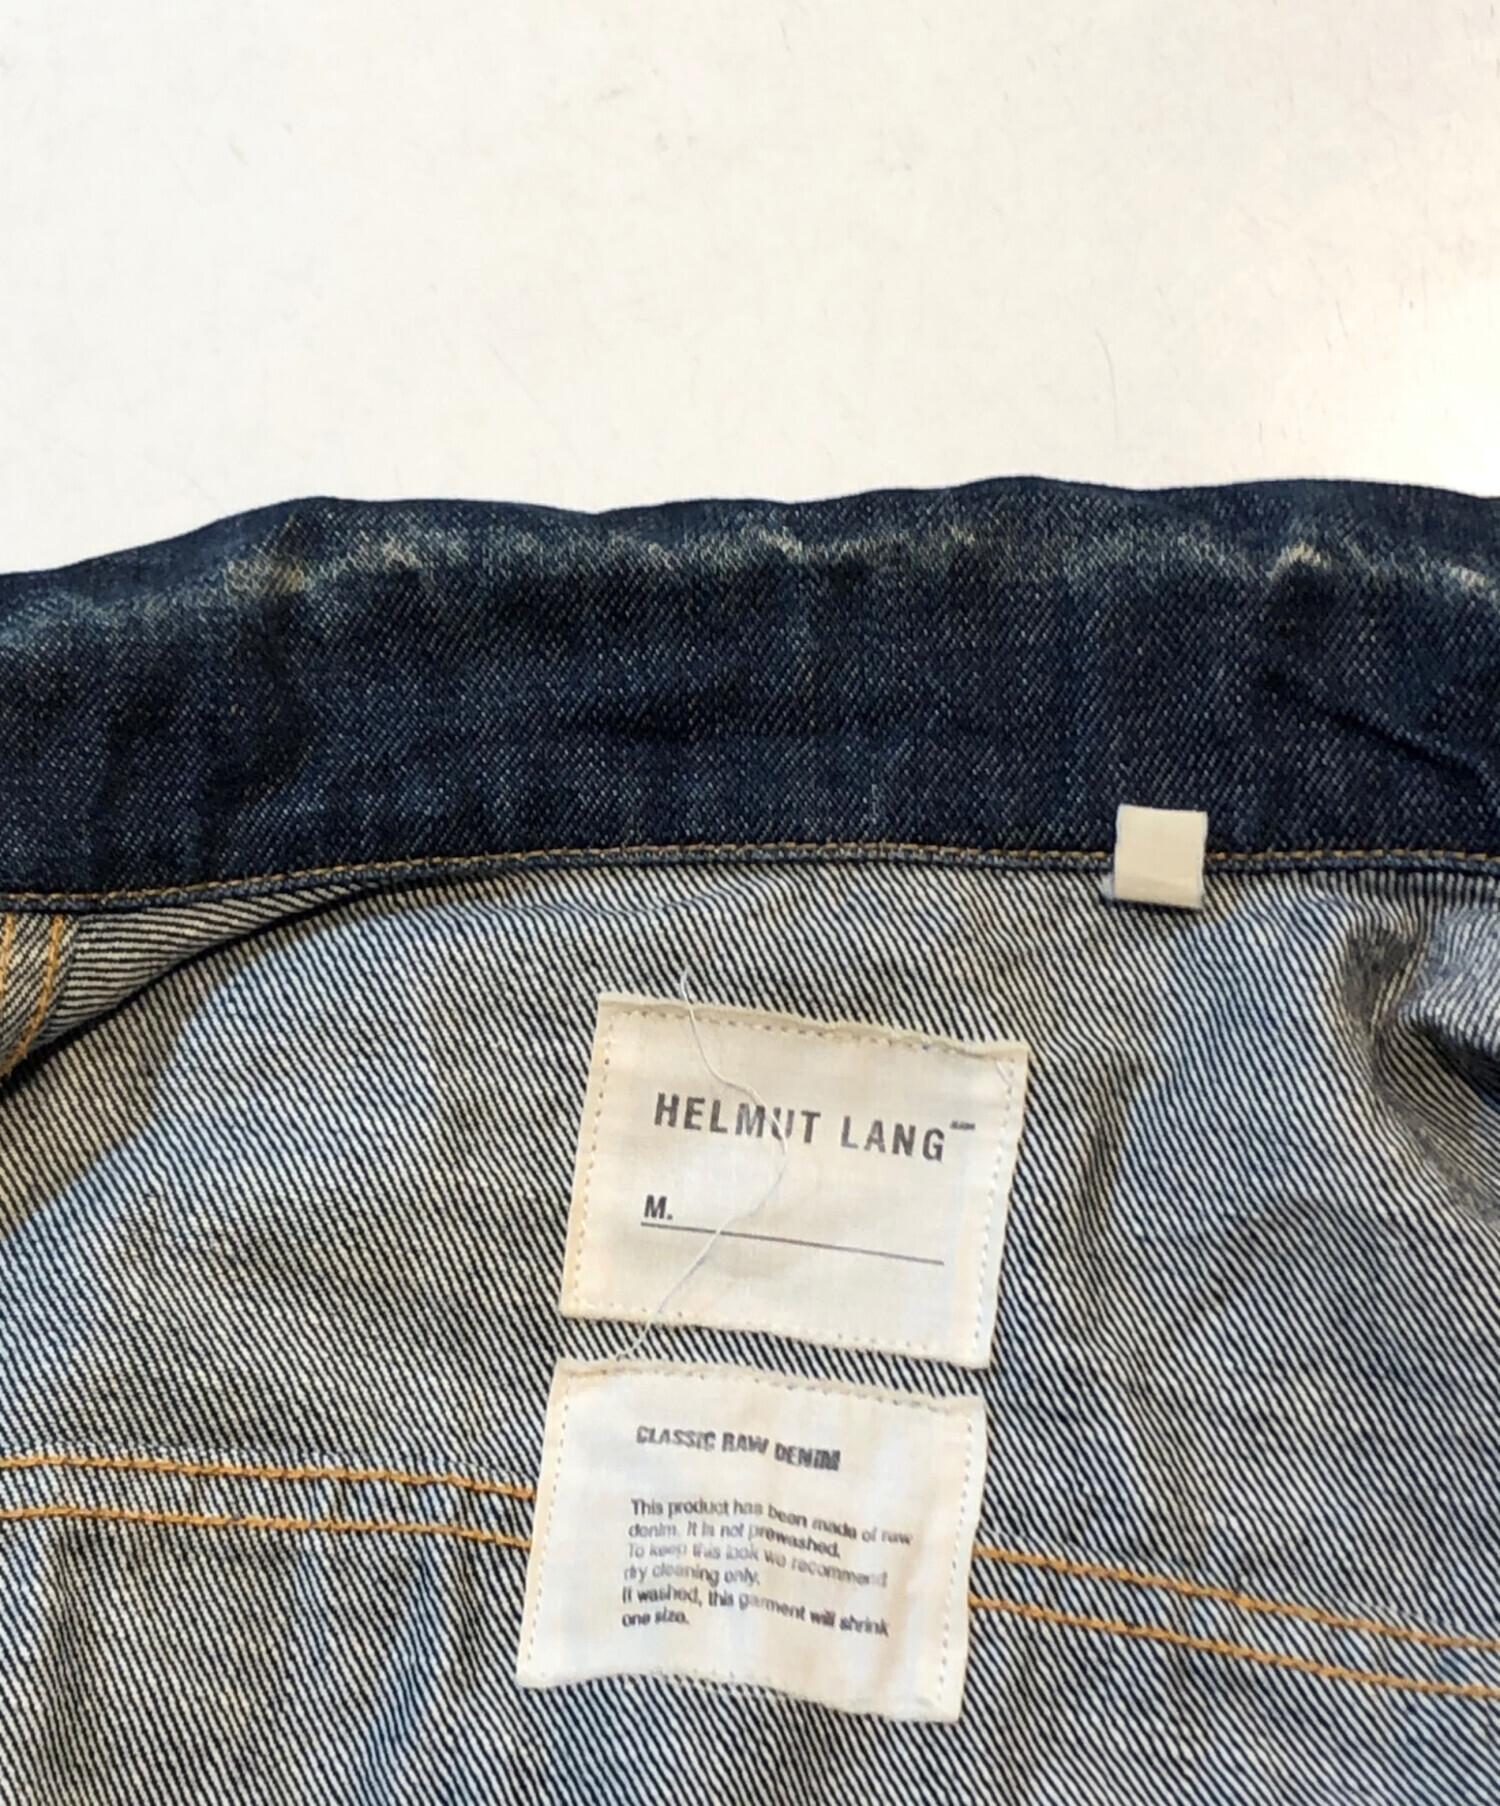 HELMUT LANG
M.
CLASSIC RAW DENIM
This product has been made of raw
denim. It is not prewashed.
To keep this look we recommend
dry cleaning only.
If washed, this garment will shrink
one size.